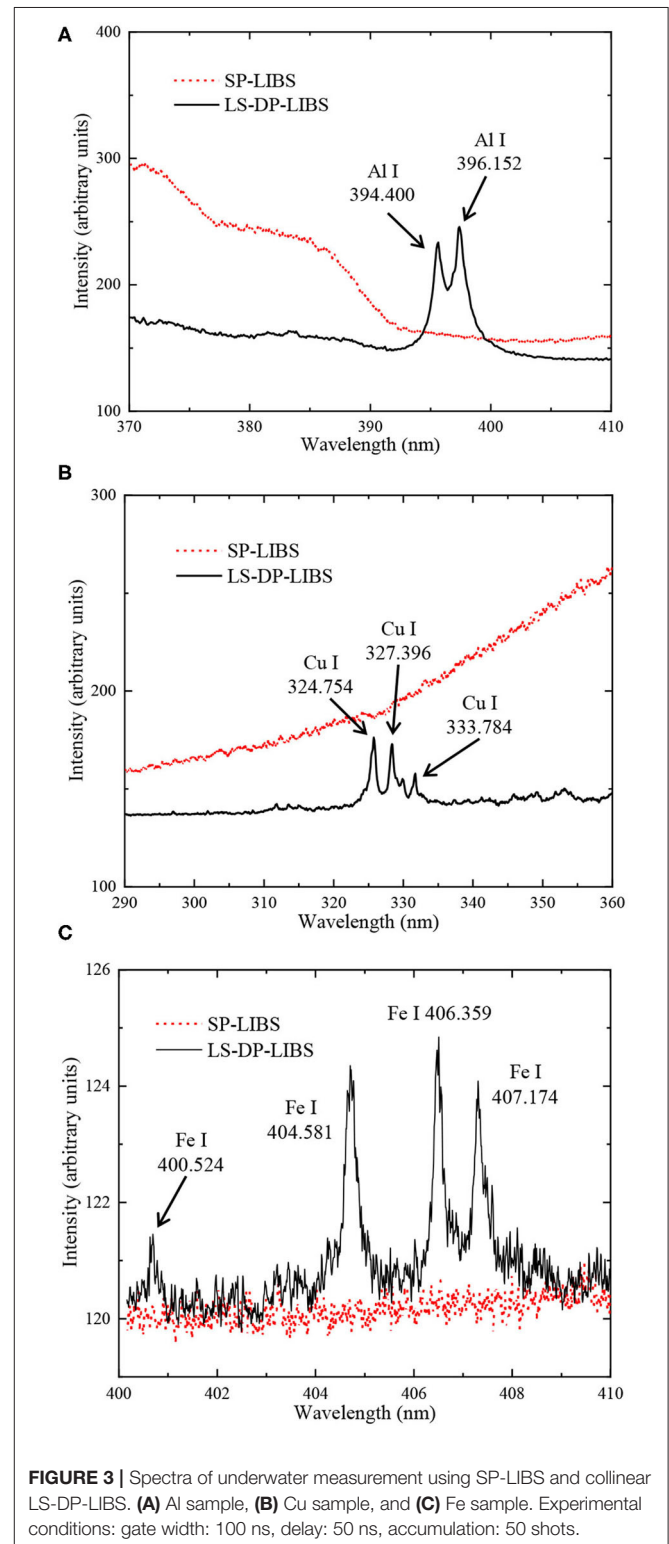 A
400
SP-LIBS
LS-DP-LIBS
Al I
396.152
Al I
394.400
300
200
100
Intensity (arbitrary units)
370 380 390 400 410
Wavelength (nm)
B
300
SP-LIBS
LS-DP-LIBS
Cu I
327.396
Cu I
324.754
Cu I
333.784
200
100
Intensity (arbitrary units)
290 300 310 320 330 340 350 360
Wavelength (nm)
C
126
SP-LIBS
LS-DP-LIBS
Fe I 406.359
Fe I
407.174
Fe I
404.581
Fe I
400.524
124
122
120
Intensity (arbitrary units)
400 402 404 406 408 410
Wavelength (nm)
FIGURE 3 | Spectra of underwater measurement using SP-LIBS and collinear
LS-DP-LIBS. (A) Al sample, (B) Cu sample, and (C) Fe sample. Experimental
conditions: gate width: 100 ns, delay: 50 ns, accumulation: 50 shots.